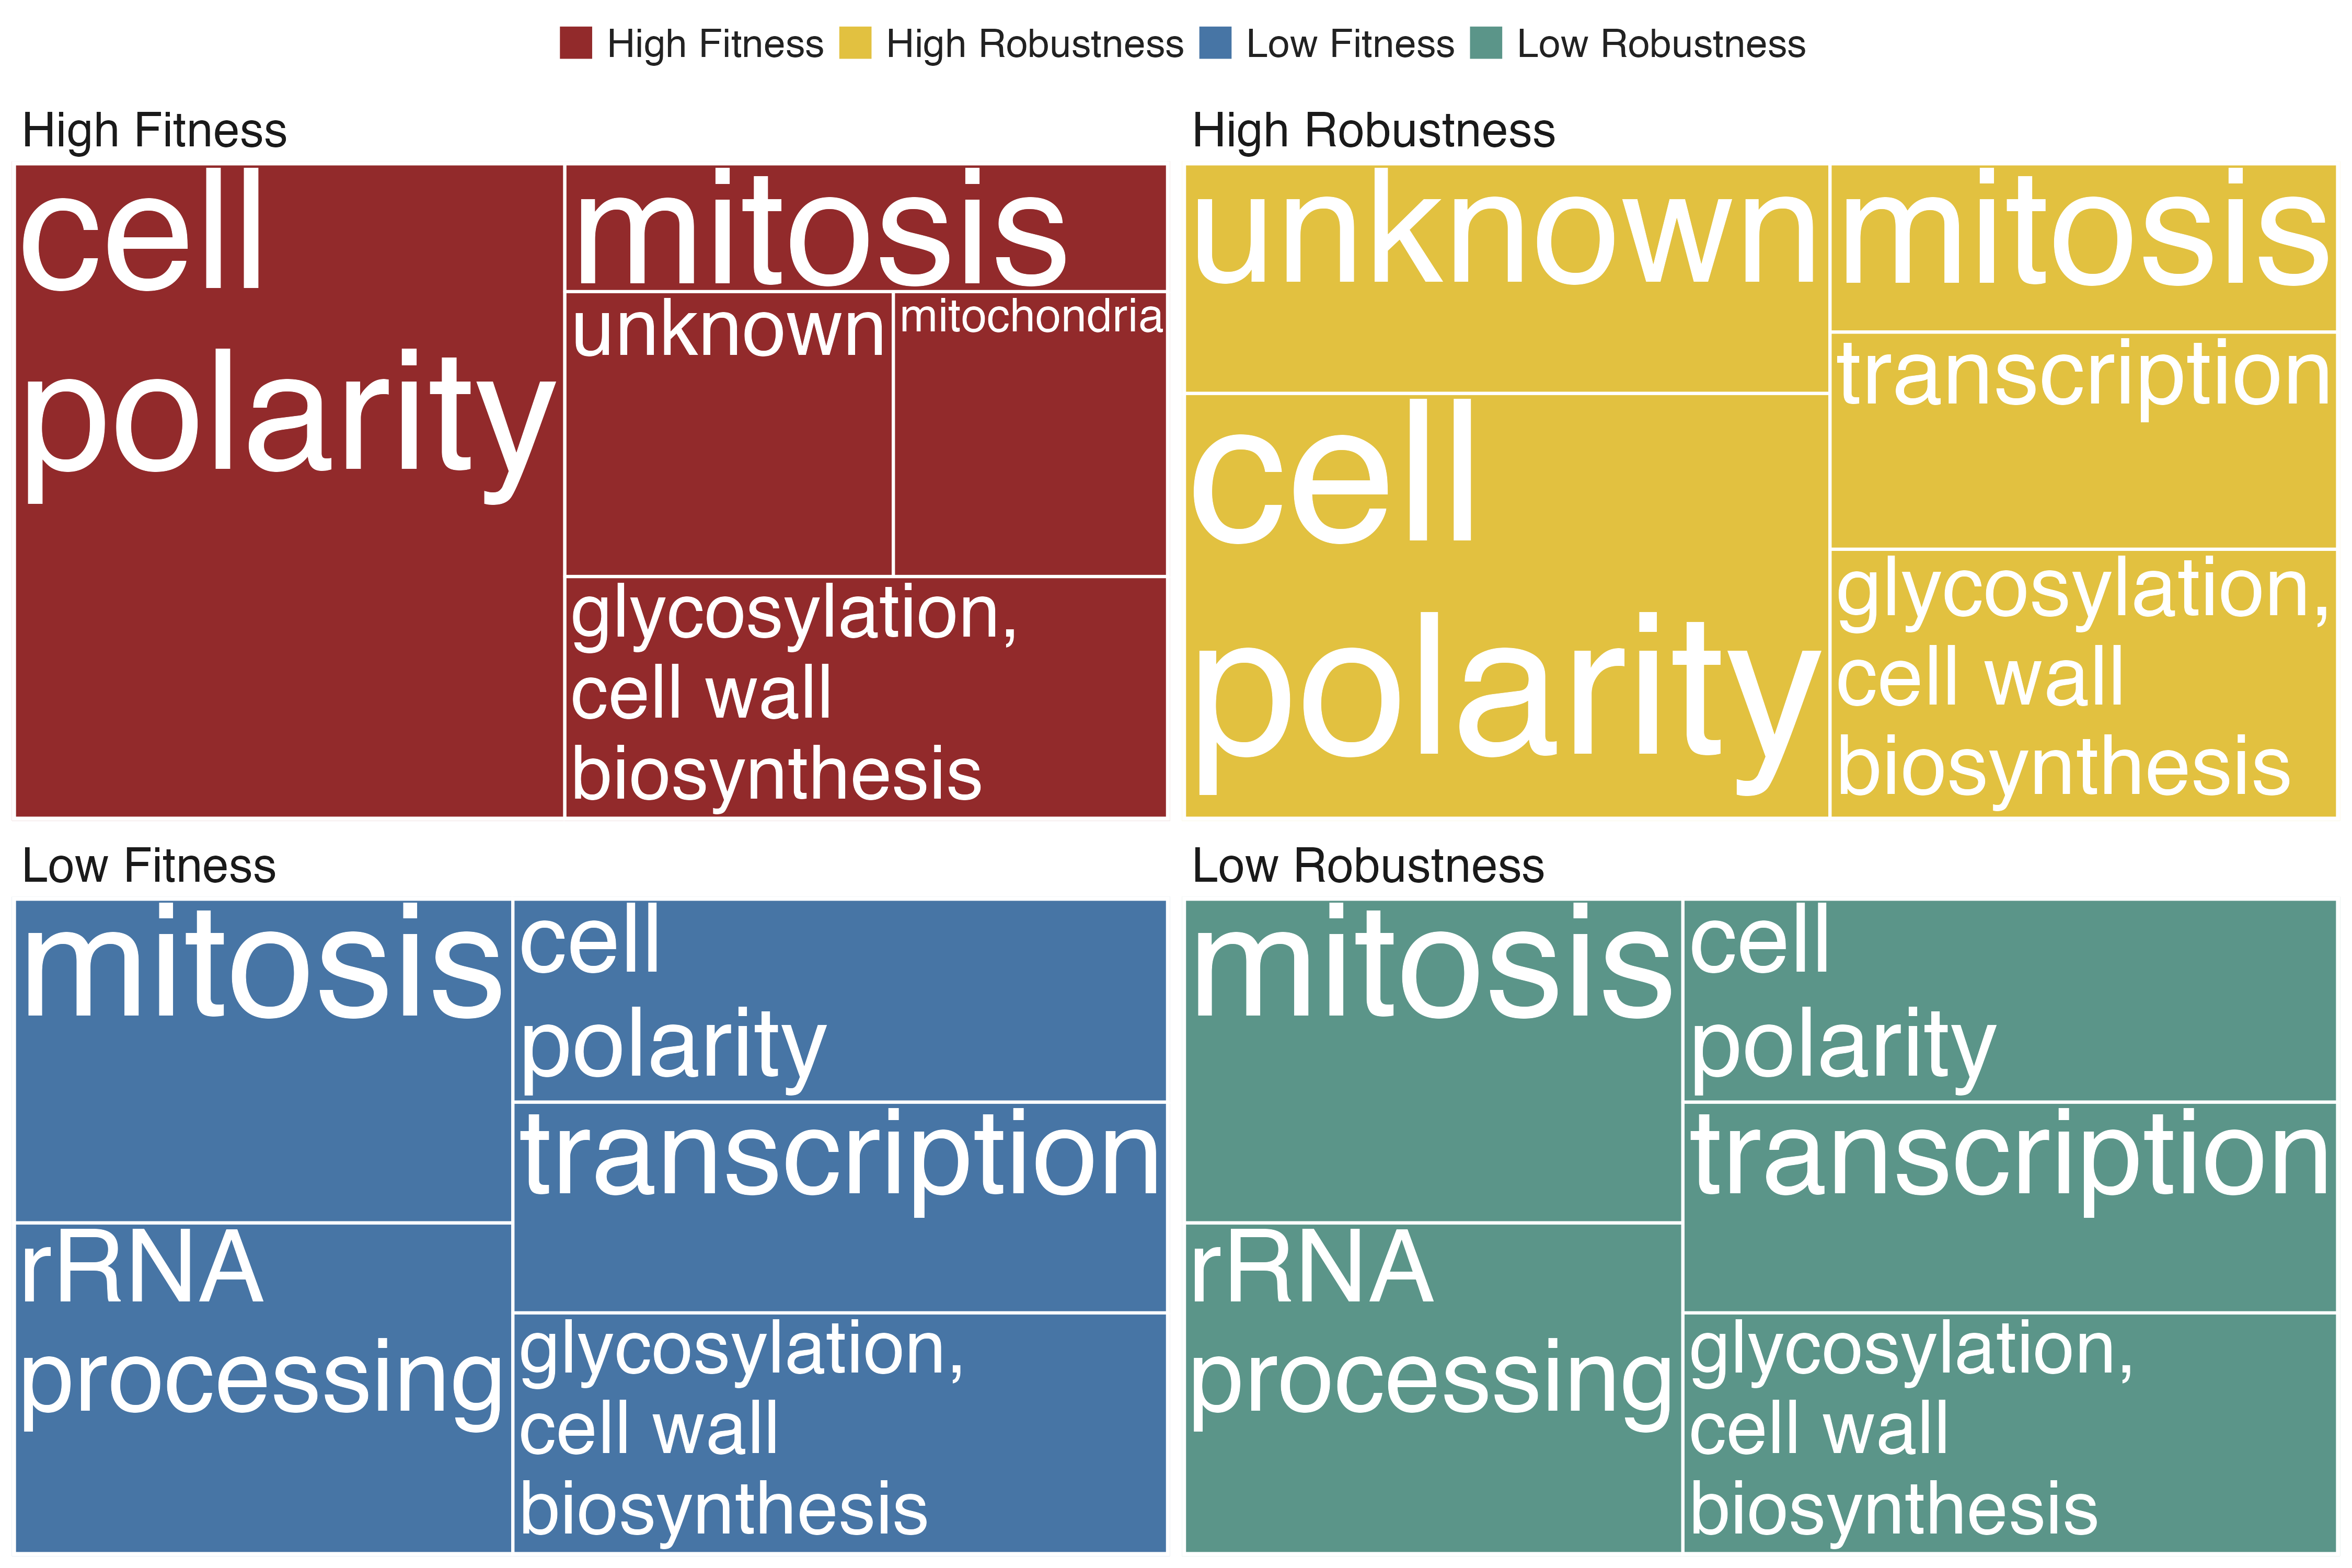 High Fitness High Robustness Low Fitness Low Robustness
High Fitness
cell
polarity
mitosis
unknown
mitochondria
glycosylation,
cell wall
biosynthesis
High Robustness
unknown
cell
polarity
mitosis
transcription
glycosylation,
cell wall
biosynthesis
Low Fitness
mitosis
rRNA
processing
cell
polarity
transcription
glycosylation,
cell wall
biosynthesis
Low Robustness
mitosis
rRNA
processing
cell
polarity
transcription
glycosylation,
cell wall
biosynthesis